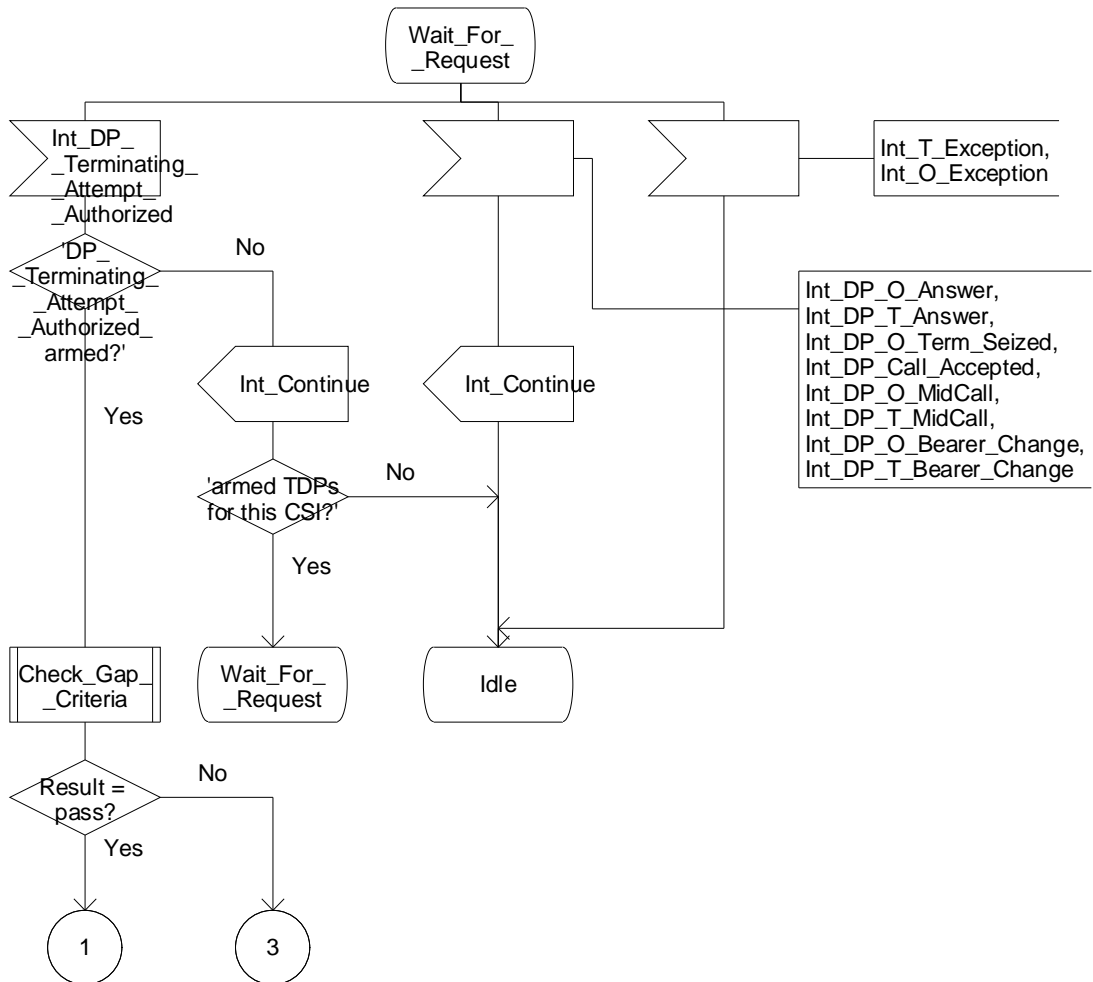 Wait_For_
_Request
Int_DP_
_Terminating_
_Attempt_
_Authorized
Int_T_Exception,
Int_O_Exception
'DP_
_Terminating_
_Attempt_
_Authorized_
armed?'
No
Int_DP_O_Answer,
Int_DP_T_Answer,
Int_DP_O_Term_Seized,
Int_DP_Call_Accepted,
Int_DP_O_MidCall,
Int_DP_T_MidCall,
Int_DP_O_Bearer_Change,
Int_DP_T_Bearer_Change
Int_Continue
Int_Continue
Yes
'armed TDPs
for this CSI?'
No
Yes
Check_Gap_
_Criteria
Wait_For_
_Request
Idle
Result =
pass?
No
Yes
1
3